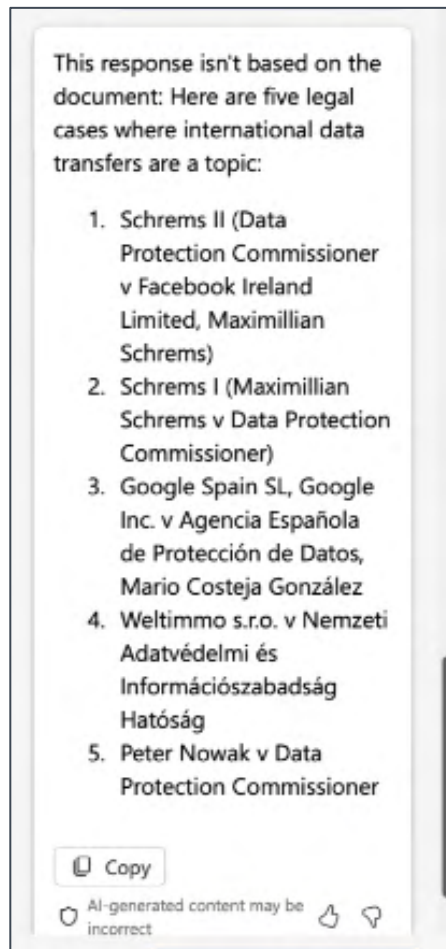 This response isn't based on the
document: Here are five legal
cases where international data
transfers are a topic:
1. Schrems II (Data
Protection Commissioner
v Facebook Ireland
Limited, Maximillian
Schrems)
2. Schrems I (Maximillian
Schrems v Data Protection
Commissioner)
3. Google Spain SL, Google
Inc. v Agencia Española
de Protección de Datos,
Mario Costeja González
4. Weltimmo s.r.o. v Nemzeti
Adatvédelmi és
Információszabadság
Hatóság
5. Peter Nowak v Data
Protection Commissioner
Copy
AI-generated content may be
incorrect